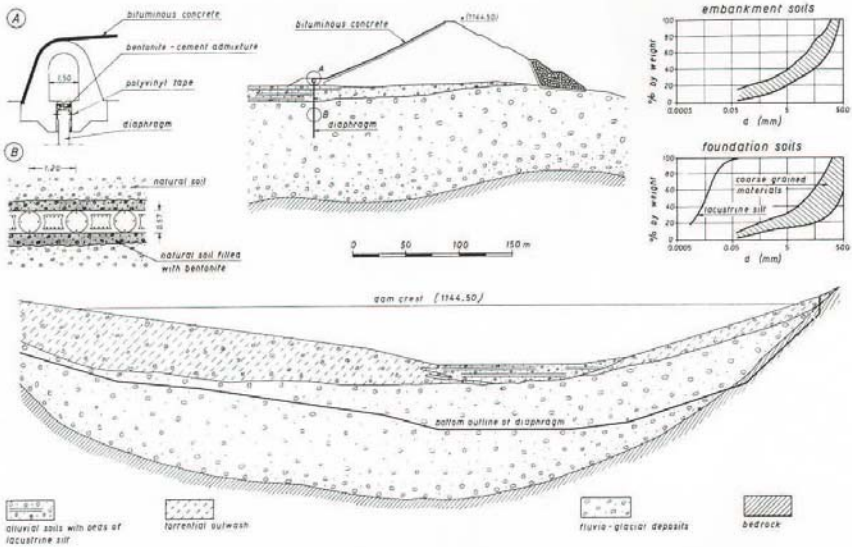 A
bituminous concrete
bentonite - cement admixture
1,50
polyvinyl tape
diaphragm
B
1,20
natural soil
0.57
natural soil filled
with bentonite
bituminous concrete
(1144.50)
A
B
diaphragm
0 50 100 150 m
embankment soils
% by weight
100
80
60
40
20
0
0.0005 0.05 5 500
d (mm)
foundation soils
% by weight
100
80
60
40
20
0
coarse grained
materials
lacustrine silt
0.0005 0.05 5 500
d (mm)
dam crest (1144.50)
bottom outline of diaphragm
alluvial soils with beds of
lacustrine silt
torrential outwash
fluvio-glacial deposits
bedrock